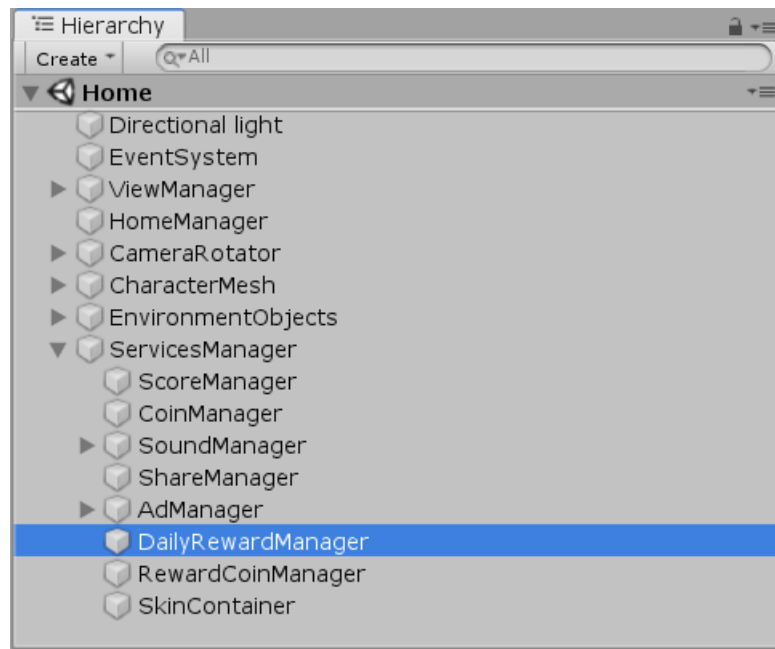 Hierarchy
Create All
Home
Directional light
EventSystem
ViewManager
HomeManager
CameraRotator
CharacterMesh
EnvironmentObjects
ServicesManager
ScoreManager
CoinManager
SoundManager
ShareManager
AdManager
DailyRewardManager
RewardCoinManager
SkinContainer